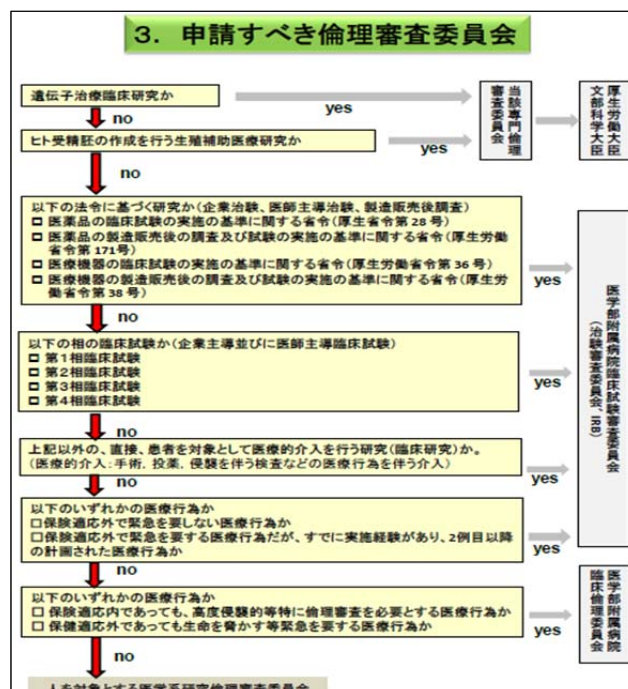 3. 申請すべき倫理審査委員会
遺伝子治療臨床研究か
yes
当該専門倫理
審査委員会
厚生労働大臣
文部科学大臣
no
ヒト受精胚の作成を行う生殖補助医療研究か
yes
no
以下の法令に基づく研究か(企業治験、医師主導治験、製造販売後調査)
□ 医薬品の臨床試験の実施の基準に関する省令(厚生省令第28号)
□ 医薬品の製造販売後の調査及び試験の実施の基準に関する省令(厚生労働
省令第171号)
□ 医療機器の臨床試験の実施の基準に関する省令(厚生労働省令第36号)
□ 医療機器の製造販売後の調査及び試験の実施の基準に関する省令(厚生労
働省令第38号)
yes
no
医学部附属病院臨床試験審査委員会
(治験審査委員会、IRB)
以下の相の臨床試験か(企業主導並びに医師主導臨床試験)
□ 第1相臨床試験
□ 第2相臨床試験
□ 第3相臨床試験
□ 第4相臨床試験
yes
no
上記以外の、直接、患者を対象として医療的介入を行う研究(臨床研究)か。
(医療的介入:手術、投薬、侵襲を伴う検査などの医療行為を伴う介入)
yes
no
以下のいずれかの医療行為か
□保険適応外で緊急を要しない医療行為か
□保険適応外で緊急を要する医療行為だが、すでに実施経験があり、2例目以降
の計画された医療行為か
yes
no
以下のいずれかの医療行為か
□ 保険適応内であっても、高度侵襲的等特に倫理審査を必要とする医療行為か
□ 保健適応外であっても生命を脅かす等緊急を要する医療行為か
yes
医学部附属病院
臨床倫理委員会
no
人を対象とする医学系研究倫理審査委員会